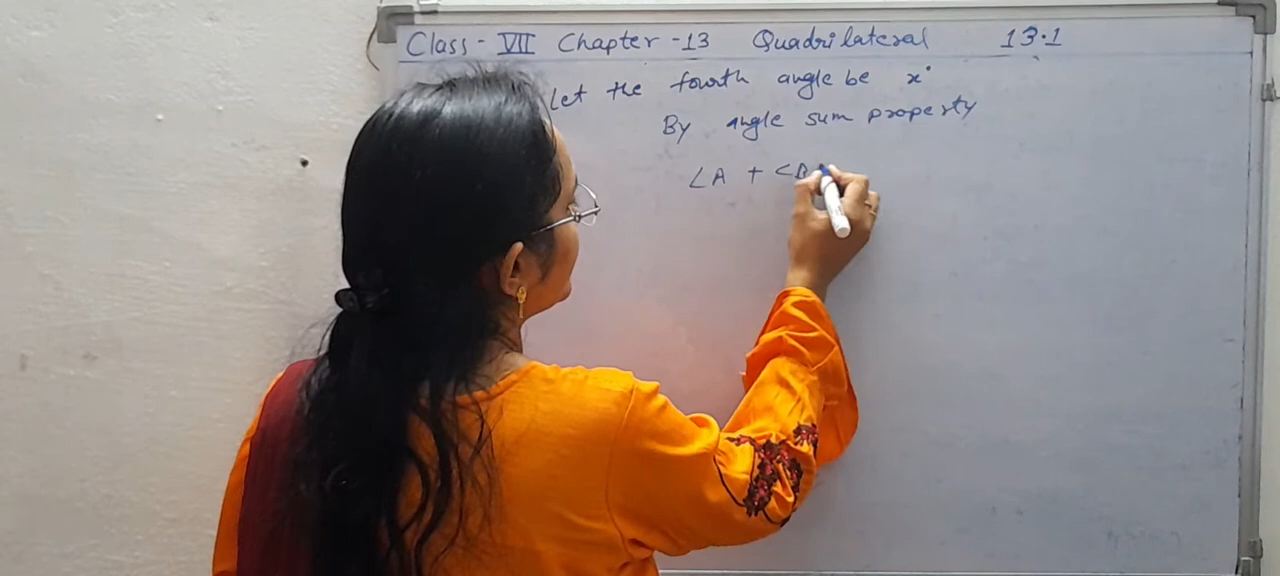 Class - VII Chapter -13 Quadrilateral 13.1
Let the fourth angle be x°
By angle sum property
∠A + ∠B